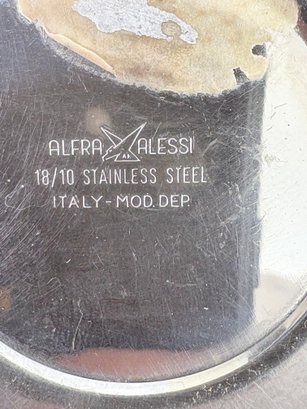 ALFRA ALESSI
18/10 STAINLESS STEEL
ITALY-MOD.DEP.